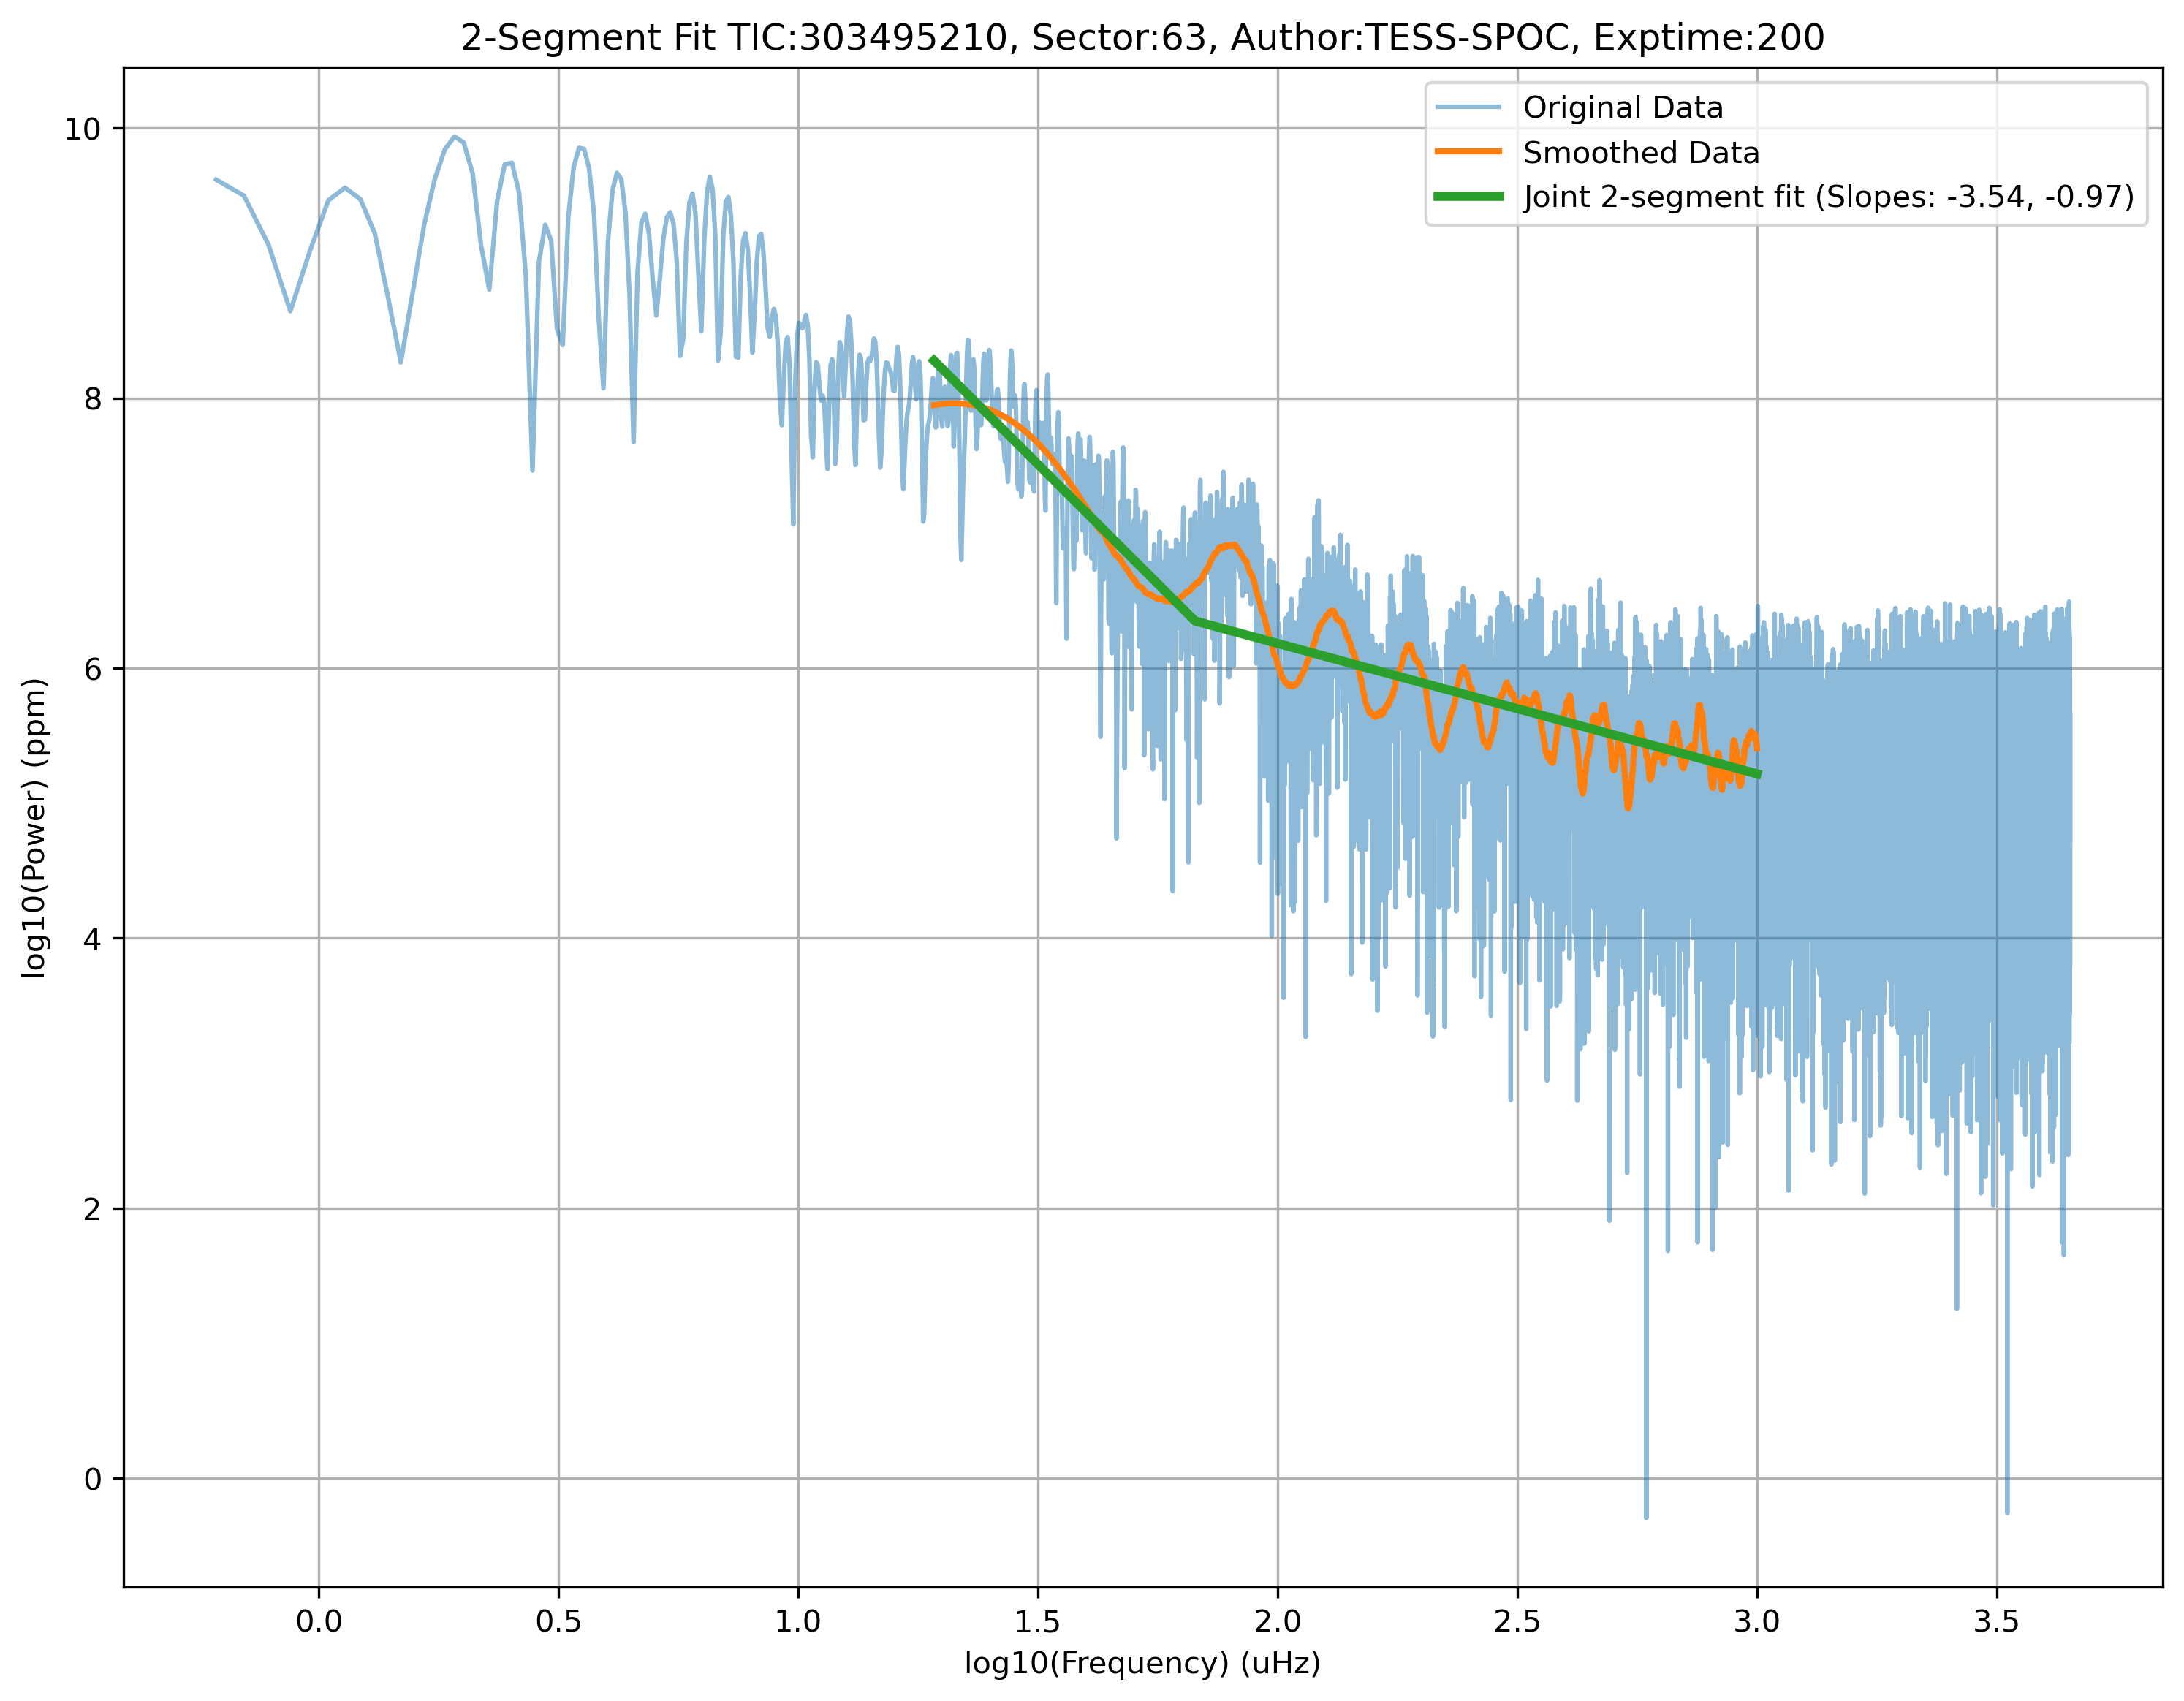 2-Segment Fit TIC:303495210, Sector:63, Author:TESS-SPOC, Exptime:200
Original Data
Smoothed Data
Joint 2-segment fit (Slopes: -3.54, -0.97)
10
8
6
4
2
0
log10(Power) (ppm)
0.0 0.5 1.0 1.5 2.0 2.5 3.0 3.5
log10(Frequency) (uHz)